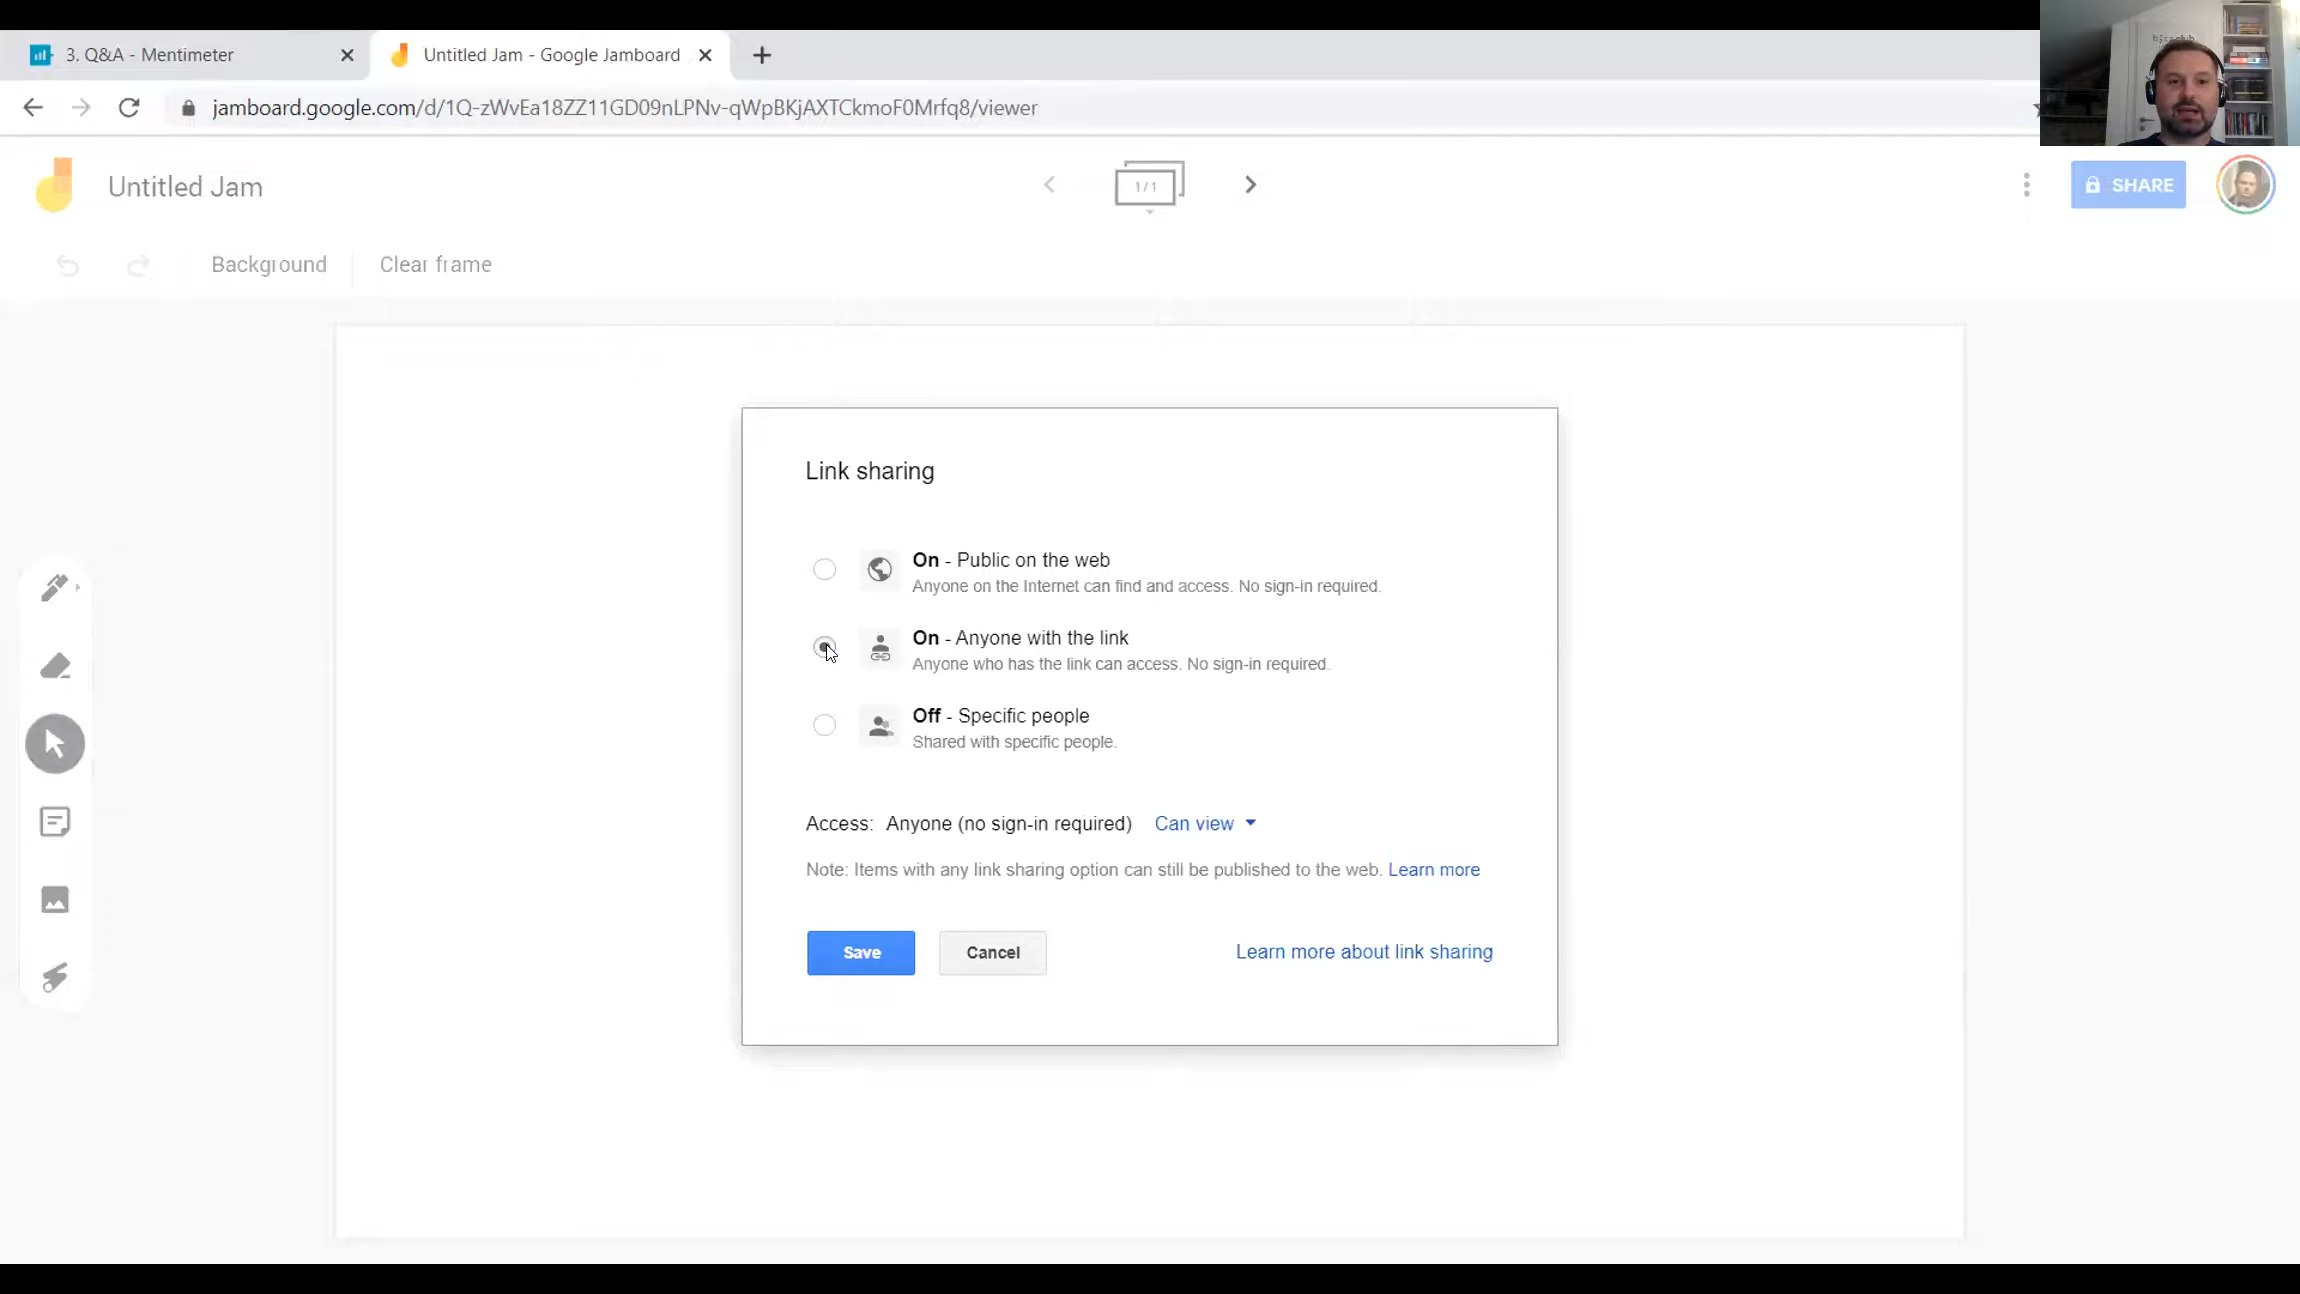 3. Q&A - Mentimeter
Untitled Jam - Google Jamboard
jamboard.google.com/d/1Q-zWvEa18ZZ11GD09nLPNv-qWpBKjAXTCkmoF0Mrfq8/viewer
Untitled Jam
1/1
SHARE
Background
Clear frame
Link sharing
On - Public on the web
Anyone on the Internet can find and access. No sign-in required.
On - Anyone with the link
Anyone who has the link can access. No sign-in required.
Off - Specific people
Shared with specific people.
Access: Anyone (no sign-in required) Can view
Note: Items with any link sharing option can still be published to the web. Learn more
Save
Cancel
Learn more about link sharing